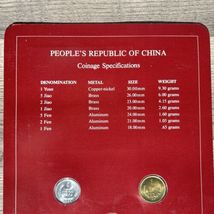 PEOPLE'S REPUBLIC OF CHINA
Coinage Specifications
DENOMINATION METAL SIZE WEIGHT
1 Yuan Copper-nickel 30.00mm 9.30 grams
5 Jiao Brass 26.00mm 6.00 grams
2 Jiao Brass 23.00mm 4.15 grams
1 Jiao Brass 20.00mm 2.60 grams
5 Fen Aluminum 24.00mm 1.60 grams
2 Fen Aluminum 21.00mm 1.05 grams
1 Fen Aluminum 18.00mm .65 grams